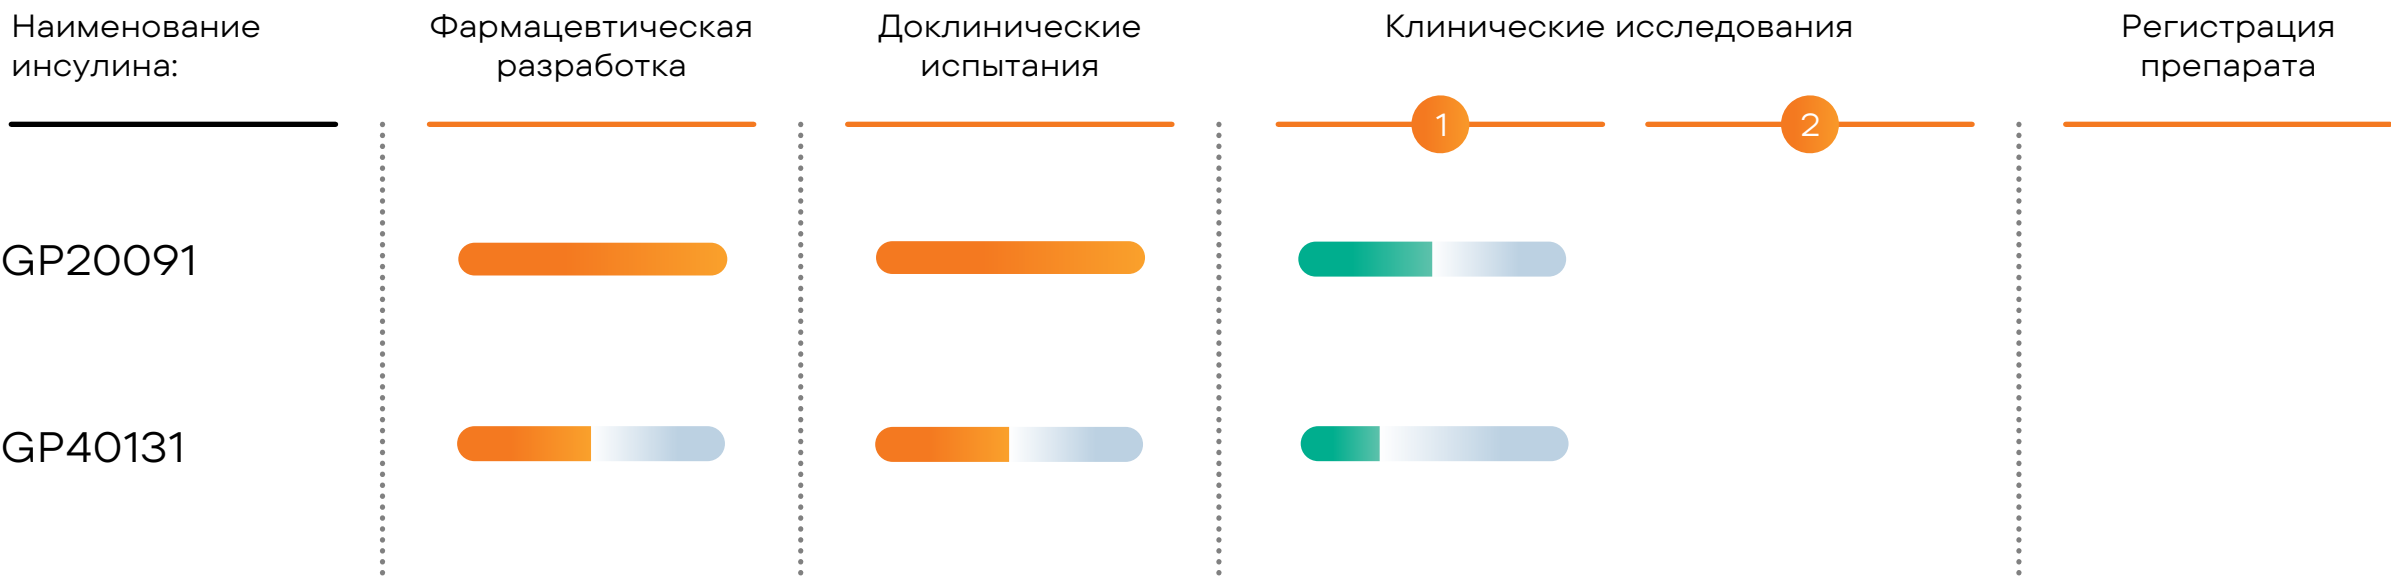 Наименование
инсулина:
Фармацевтическая
разработка
Доклинические
испытания
Клинические исследования
1
2
Регистрация
препарата
GP20091
GP40131